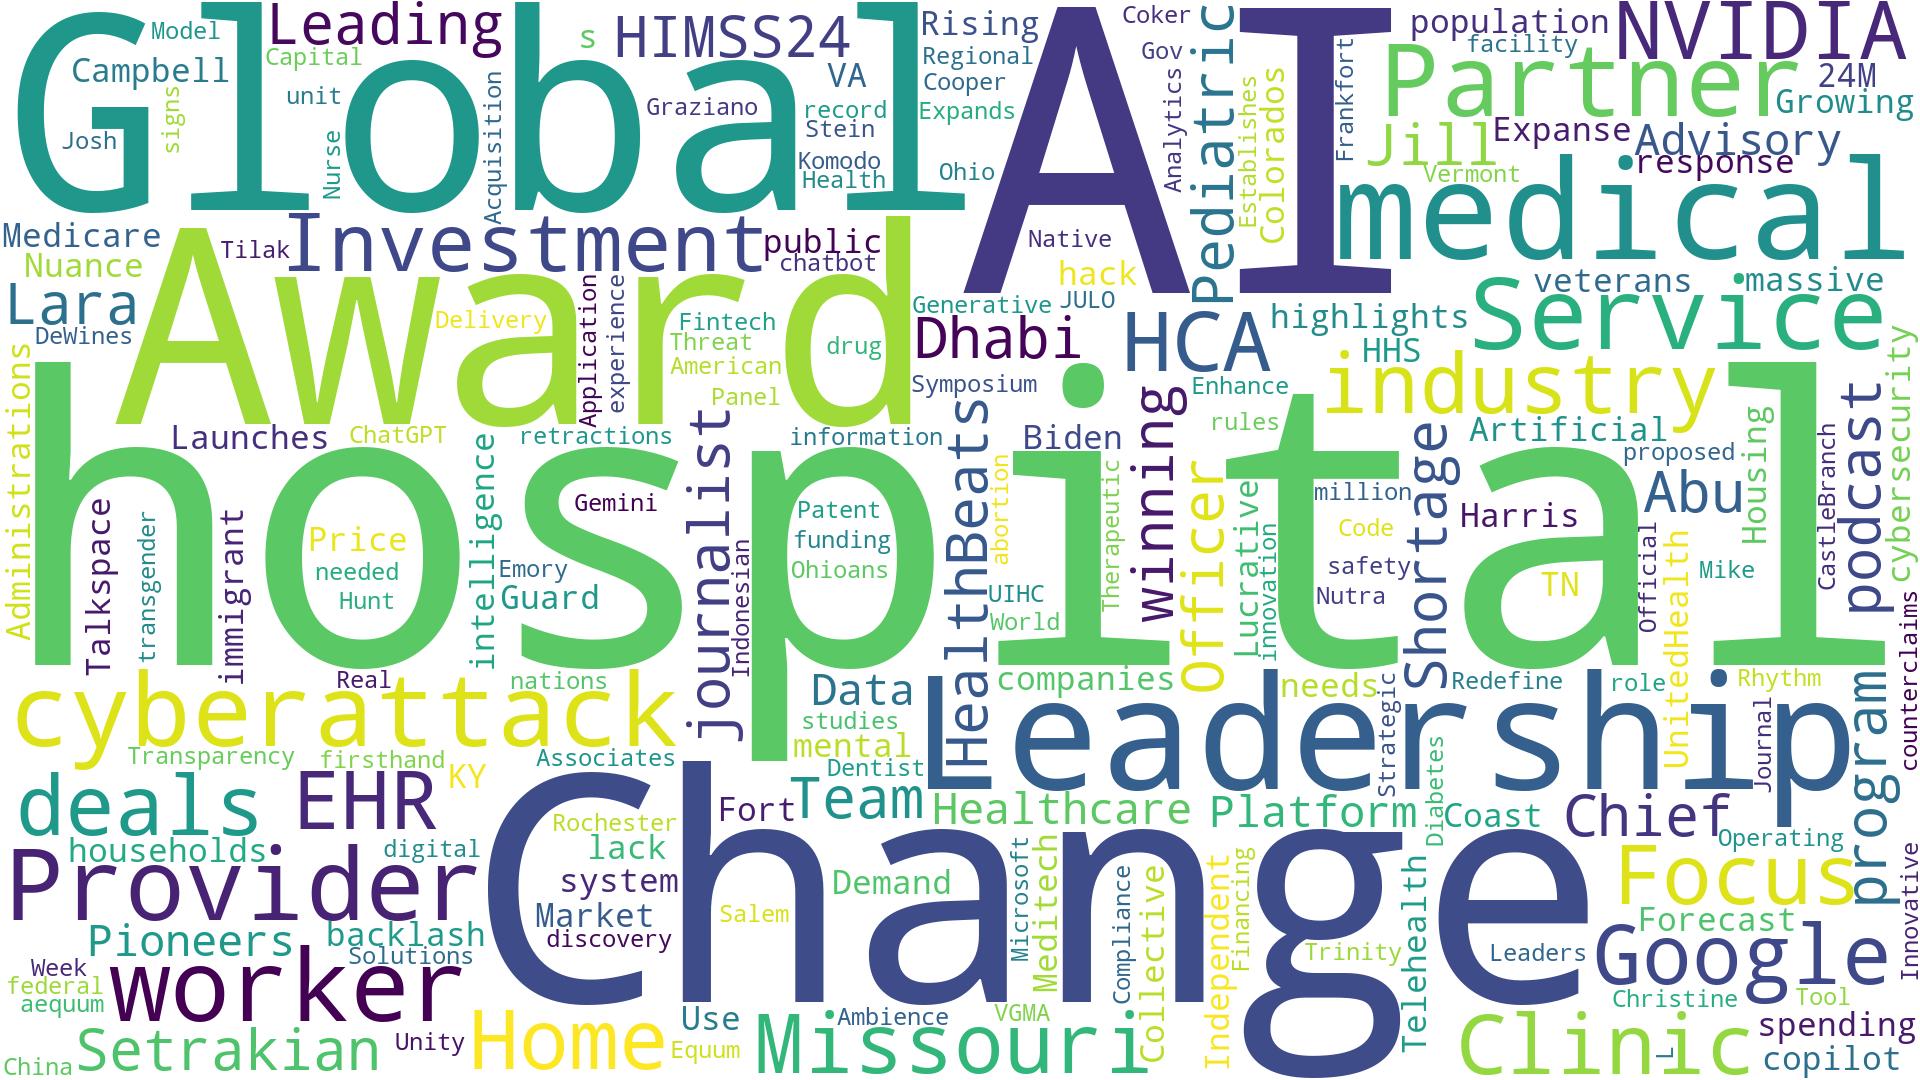 Global
AI
Leading
Model
Capital
Campbell
signs
Josh
unit
Nurse
Acquisition
s
HIMSS24
VA
Graziano
record
Stein
Komodo
Health
Rising
Regional
Cooper
Expands
Ohio
Coker
Gov
Analytics
Pediatric
Establishes
Colorados
Frankfort
population
facility
NVIDIA
Partner
24M
Growing
Jill
Expanse
Advisory
response
Vermont
medical
Medicare
Nuance
Tilak
Investment
public
chatbot
Native
hack
JULO
Generative
Lara
DeWines
Award
Delivery
Application
experience
Fintech
Threat
American
Panel
drug
Dhabi
Symposium
HCA
highlights
HHS
veterans
massive
Service
industry
Enhance
rules
winning
Administrations
Launches
ChatGPT
intelligence
retractions
journalist
information
HealthBeats
Biden
abortion
Therapeutic
Officer
Lucrative
innovation
million
Code
safety
Nutra
Shortage
Artificial
Harris
TN
proposed
Abu
Official
Housing
UnitedHealth
Mike
CastleBranch
podcast
cybersecurity
hospital
Talkspace
transgender
immigrant
Price
needed
Hunt
Gemini
Emory
Guard
Indonesian
Patent
funding
Ohioans
UIHC
World
Real
nations
cyberattack
Transparency
firsthand
KY
Associates
Data
studies
mental
Dentist
companies
needs
Strategic
Redefine
role
Rhythm
Journal
counterclaims
Leadership
program
deals
EHR
households
digital
Provider
Fort
Team
Rochester
lack
system
Market
discovery
Salem
Healthcare
Demand
Platform
Diabetes
Coast
Chief
Operating
Focus
Change
Microsoft
Meditech
Compliance
Collective
Independent
Financing
Trinity
Telehealth
Leaders
Forecast
Google
Innovative
Pioneers
backlash
Solutions
Week
federal
aequum
worker
China
Setrakian
Unity
Home
Use
Equum
Ambience
Missouri
VGMA
Christine
Tool
Clinic
L
spending
copilot